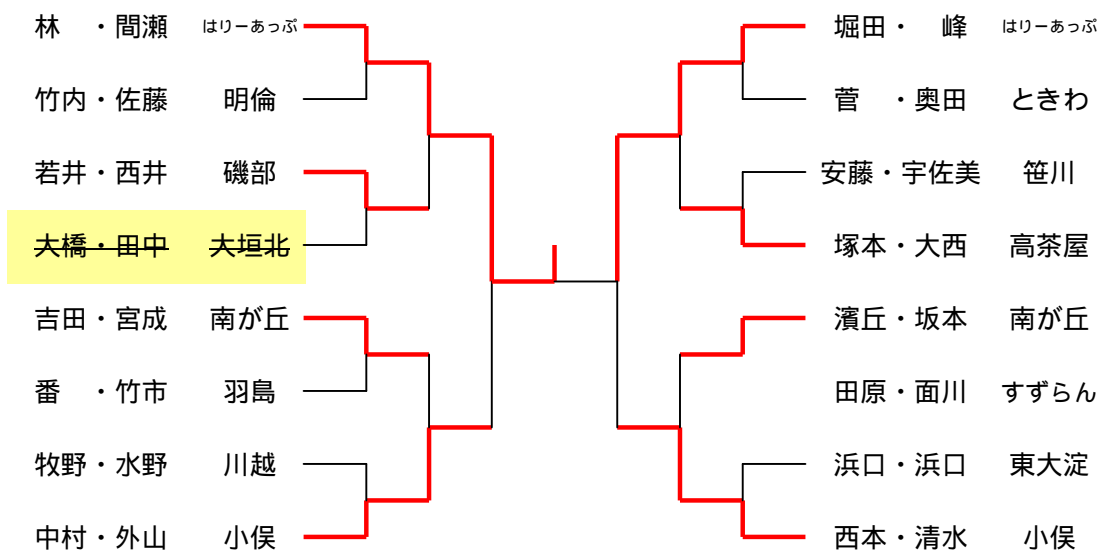 林　・間瀬　はりーあっぷ
竹内・佐藤　明倫
若井・西井　磯部
大橋・田中　大垣北
吉田・宮成　南が丘
番　・竹市　羽島
牧野・水野　川越
中村・外山　小俣
堀田・　峰　はりーあっぷ
菅　・奥田　ときわ
安藤・宇佐美　笹川
塚本・大西　高茶屋
濱丘・坂本　南が丘
田原・面川　すずらん
浜口・浜口　東大淀
西本・清水　小俣